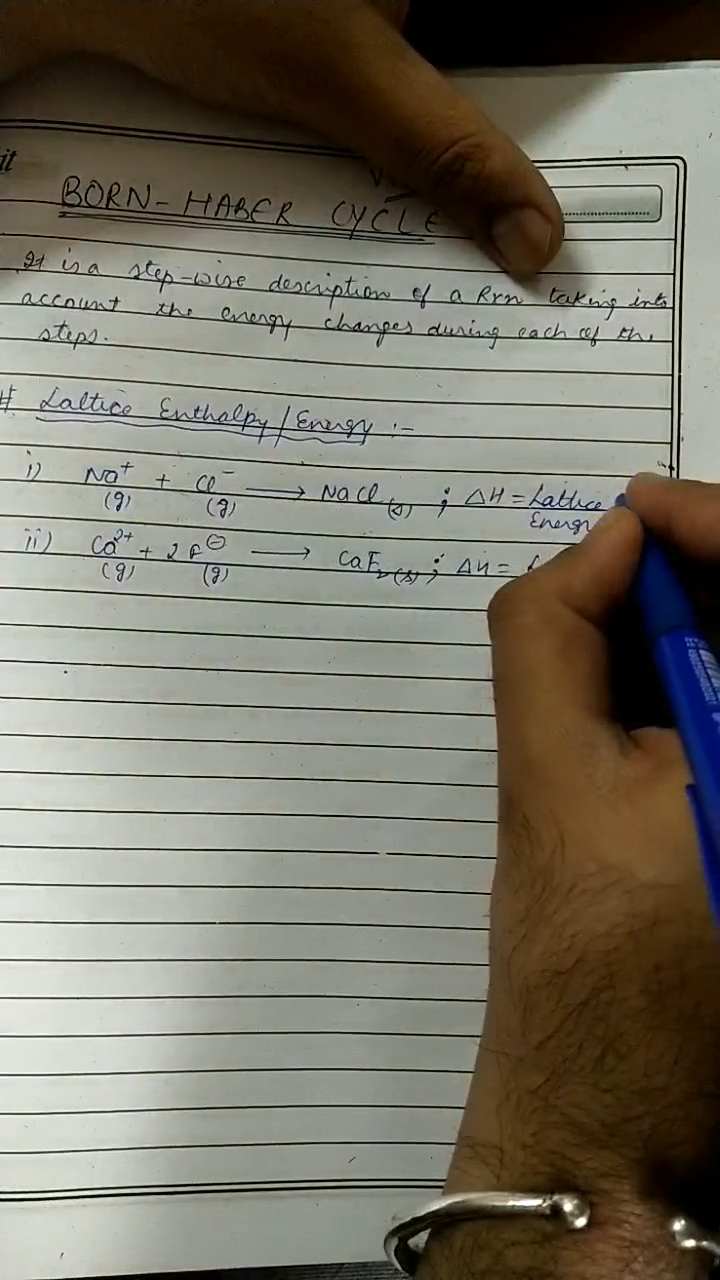 it
BORN-HABER CYCLE
It is a step-wise description of a Rxn taking into
account the energy changes during each of the
steps.
# Lattice Enthalpy/Energy :-
i) Na⁺(g) + Cl⁻(g) ⟶ NaCl(s) ; ΔH = Lattice Energy
ii) Ca²⁺(g) + 2F⊖(g) ⟶ CaF₂(s) ; ΔH =